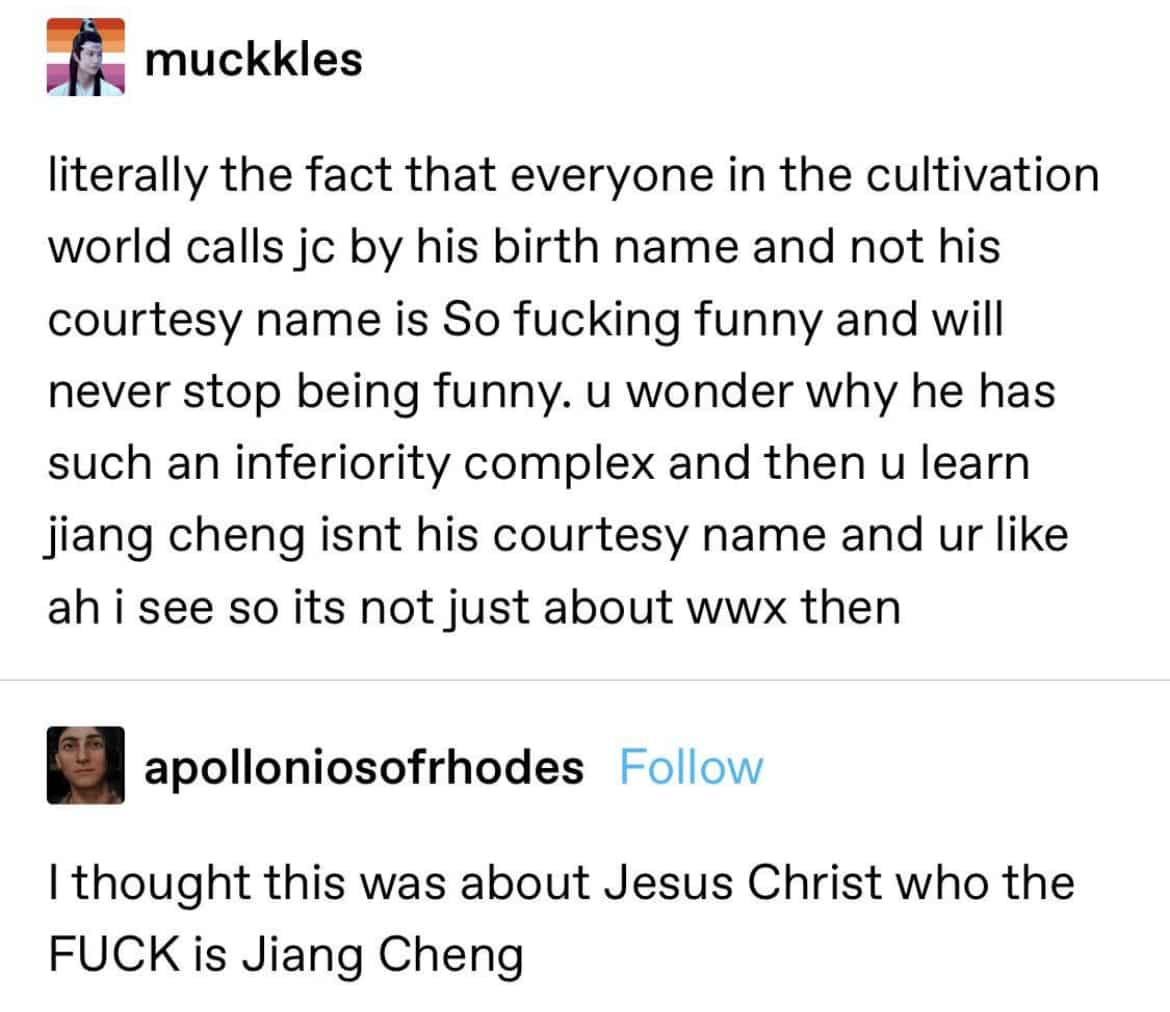 muckkles
literally the fact that everyone in the cultivation
world calls jc by his birth name and not his
courtesy name is So fucking funny and will
never stop being funny. u wonder why he has
such an inferiority complex and then u learn
jiang cheng isnt his courtesy name and ur like
ah i see so its not just about wwx then
apolloniosofrhodes Follow
I thought this was about Jesus Christ who the
FUCK is Jiang Cheng